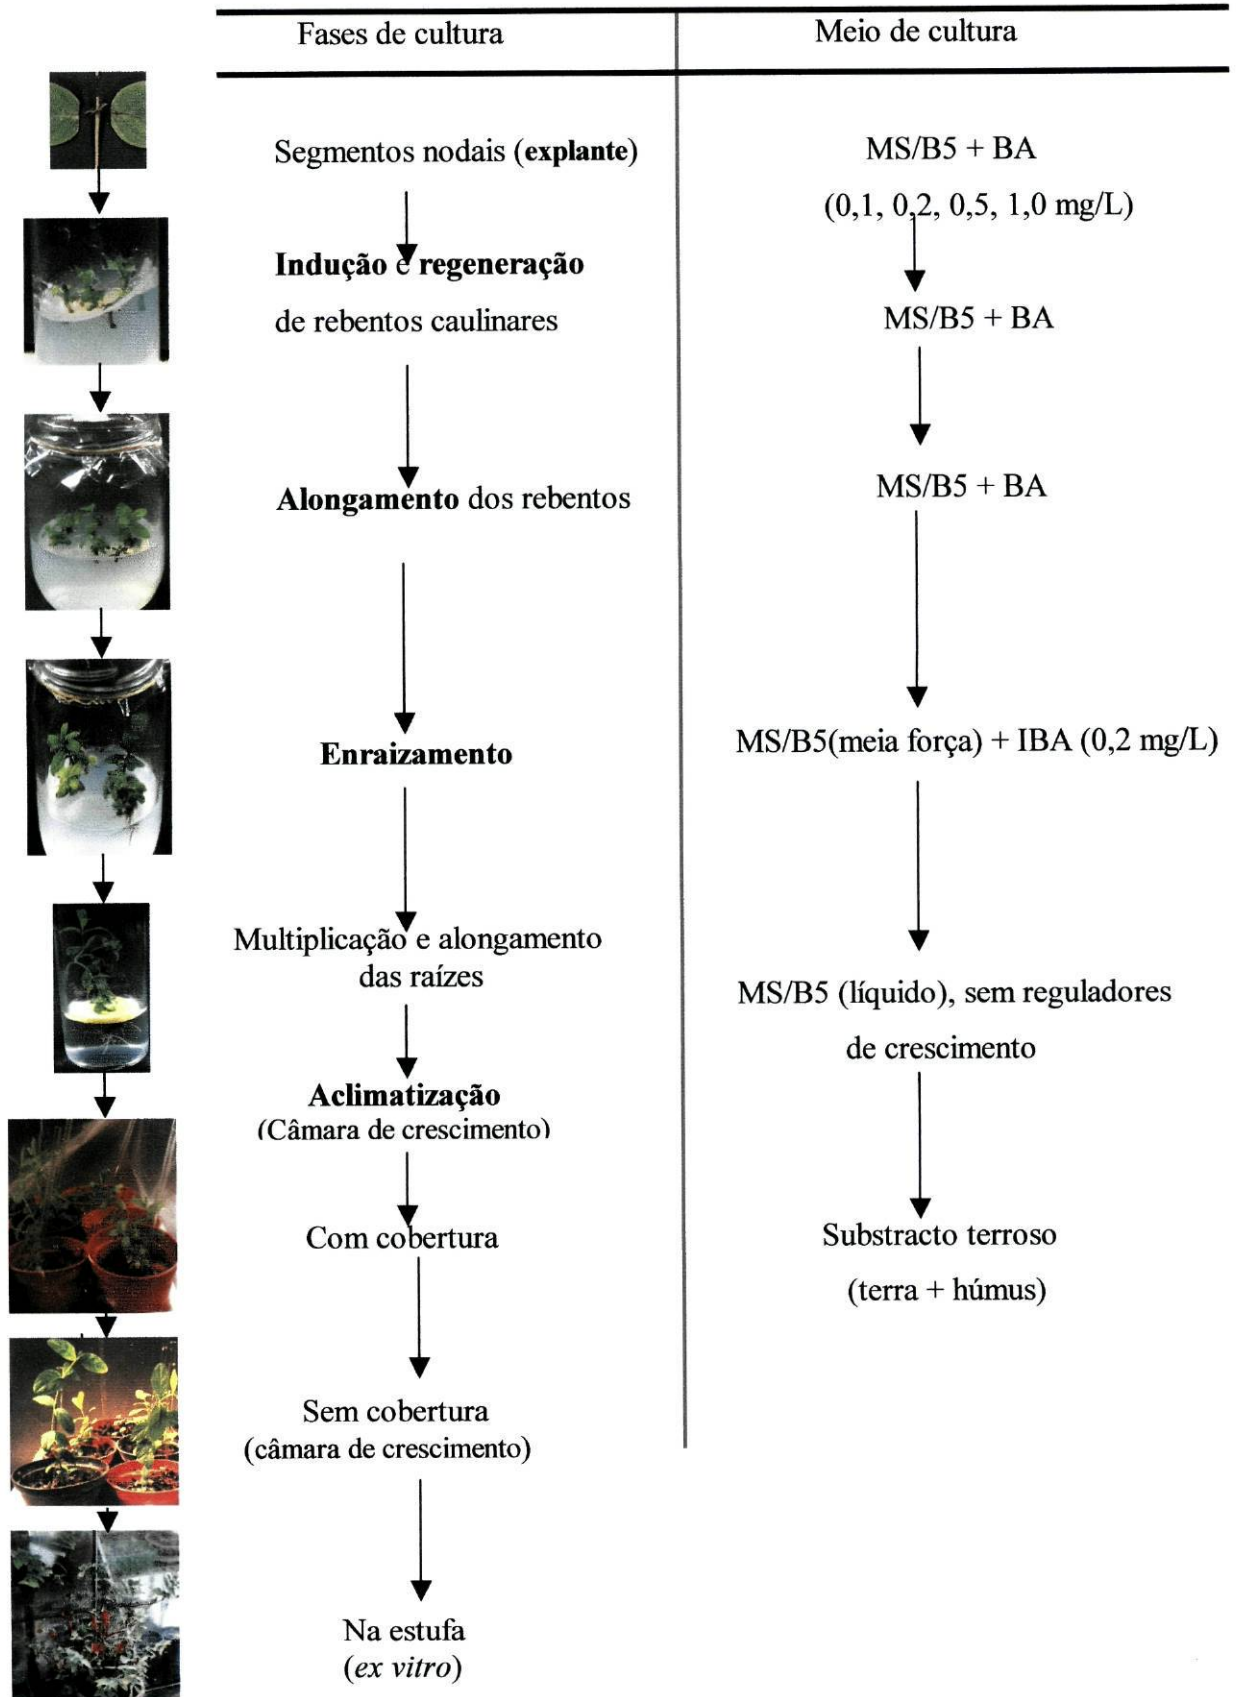 Fases de cultura
Meio de cultura
Segmentos nodais (explante)
MS/B5 + BA
(0,1, 0,2, 0,5, 1,0 mg/L)
Indução e regeneração
de rebentos caulinares
MS/B5 + BA
Alongamento dos rebentos
MS/B5 + BA
Enraizamento
MS/B5(meia força) + IBA (0,2 mg/L)
Multiplicação e alongamento
das raízes
MS/B5 (líquido), sem reguladores
de crescimento
Aclimatização
(Câmara de crescimento)
Com cobertura
Substracto terroso
(terra + húmus)
Sem cobertura
(câmara de crescimento)
Na estufa
(ex vitro)